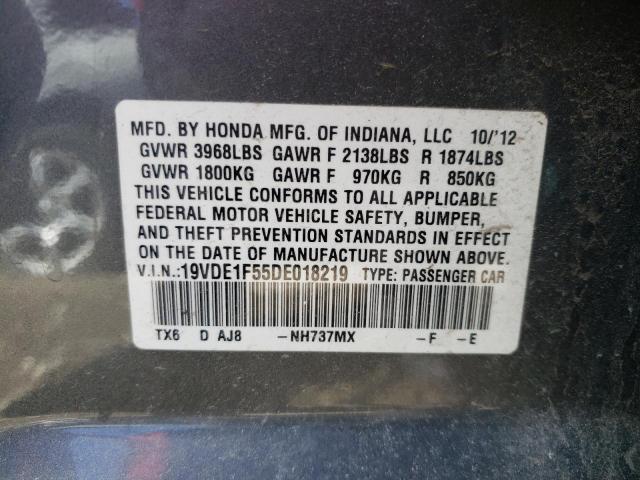 MFD. BY HONDA MFG. OF INDIANA, LLC 10/'12
GVWR 3968LBS GAWR F 2138LBS R 1874LBS
GVWR 1800KG GAWR F 970KG R 850KG
THIS VEHICLE CONFORMS TO ALL APPLICABLE
FEDERAL MOTOR VEHICLE SAFETY, BUMPER,
AND THEFT PREVENTION STANDARDS IN EFFECT
ON THE DATE OF MANUFACTURE SHOWN ABOVE.
V.I.N.:19VDE1F55DE018219 TYPE: PASSENGER CAR
TX6 D AJ8 -NH737MX -F -E